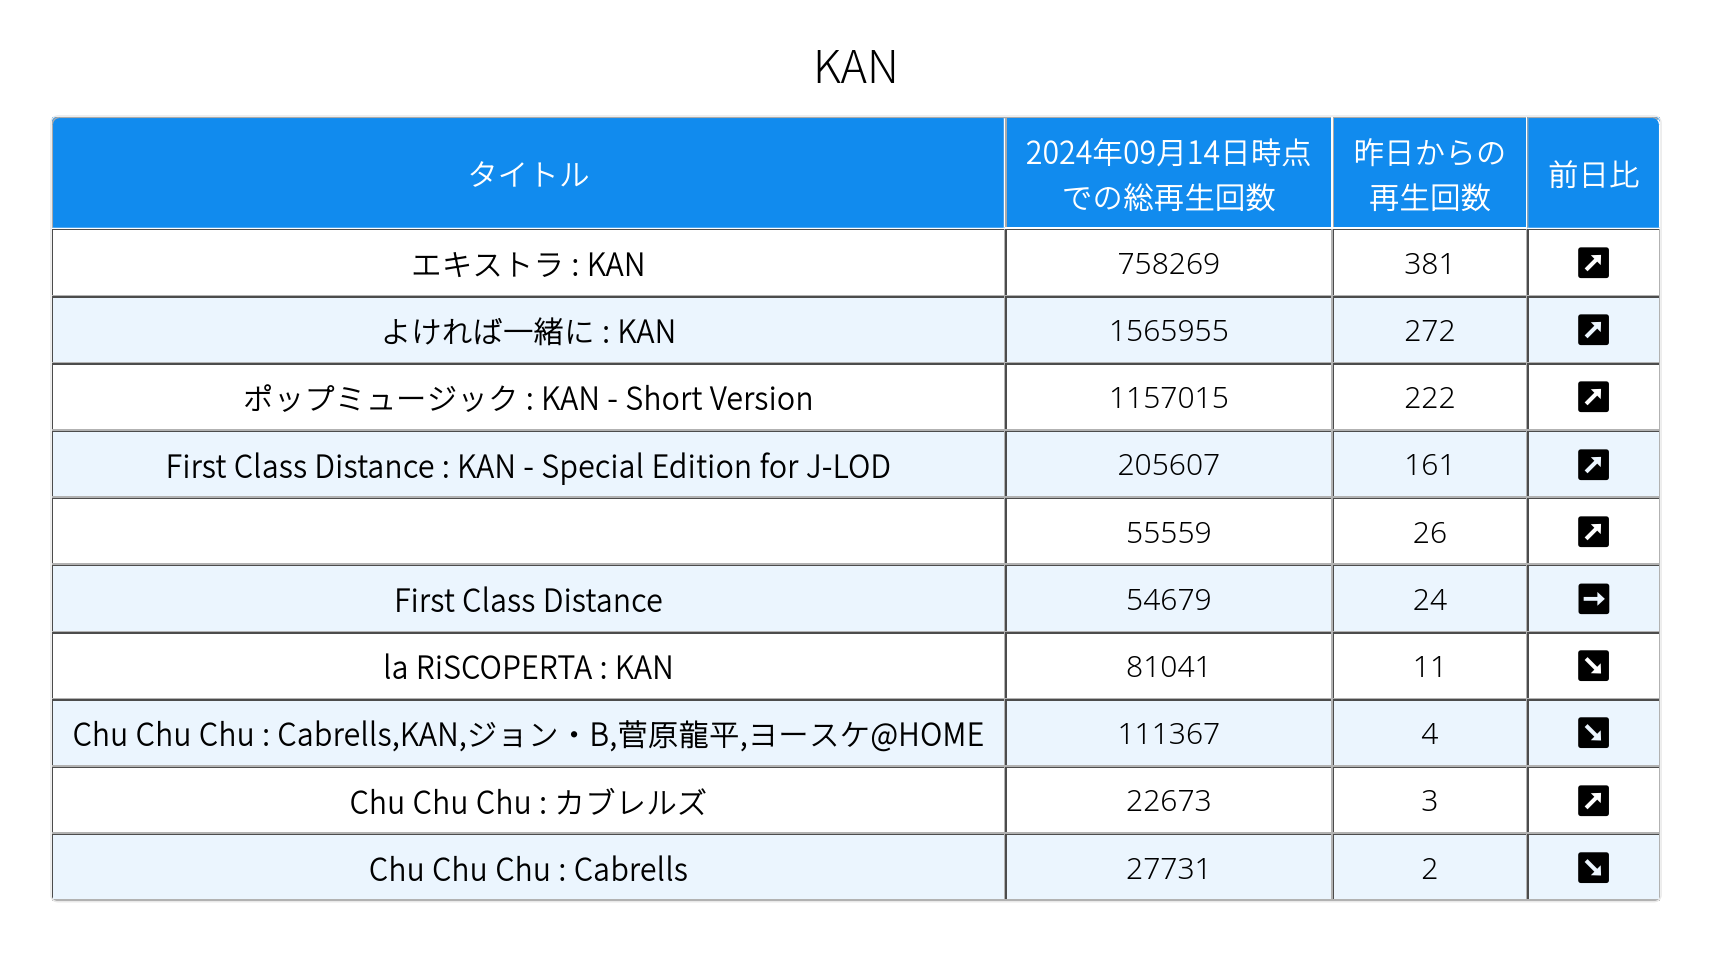 KAN
タイトル 2024年09月14日時点での総再生回数 昨日からの再生回数 前日比
エキストラ : KAN 758269 381
よければ一緒に : KAN 1565955 272
ポップミュージック : KAN - Short Version 1157015 222
First Class Distance : KAN - Special Edition for J-LOD 205607 161
55559 26
First Class Distance 54679 24
la RiSCOPERTA : KAN 81041 11
Chu Chu Chu : Cabrells,KAN,ジョン・B,菅原龍平,ヨースケ@HOME 111367 4
Chu Chu Chu : カブレルズ 22673 3
Chu Chu Chu : Cabrells 27731 2